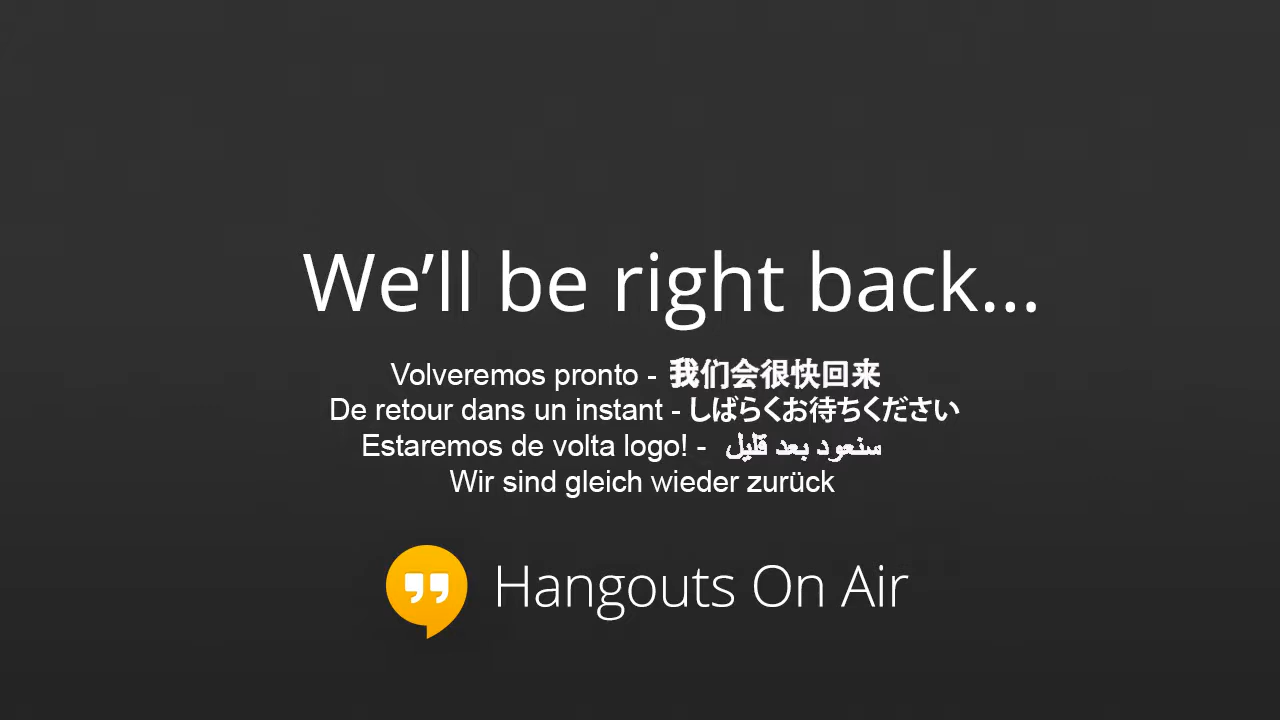 We’ll be right back...
Volveremos pronto - 我们会很快回来
De retour dans un instant - しばらくお待ちください
Estaremos de volta logo! - سنعود بعد قليل
Wir sind gleich wieder zurück
Hangouts On Air